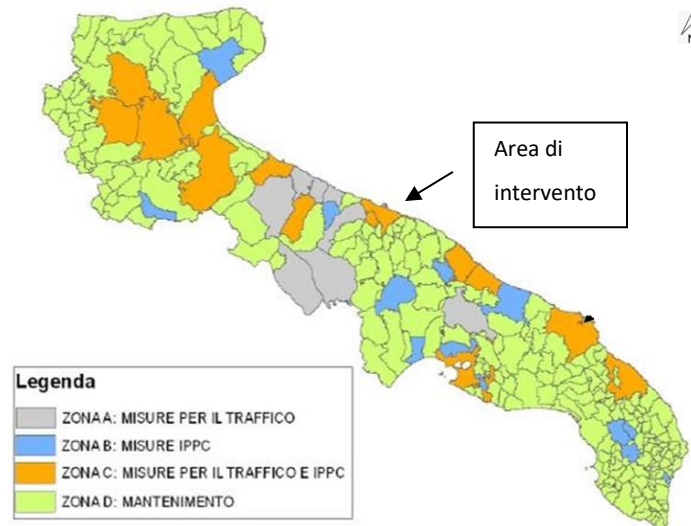 N
Area di
intervento
Legenda
ZONA A: MISURE PER IL TRAFFICO
ZONA B: MISURE IPPC
ZONA C: MISURE PER IL TRAFFICO E IPPC
ZONA D: MANTENIMENTO